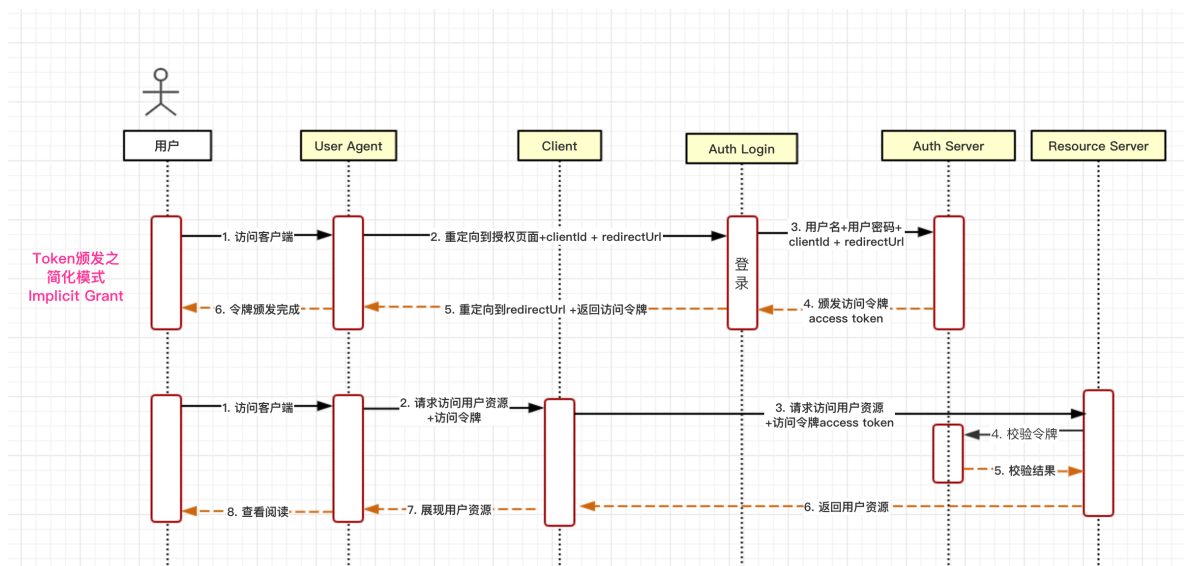 用户
User Agent
Client
Auth Login
Auth Server
Resource Server
Token颁发之
简化模式
Implicit Grant
1. 访问客户端
2. 重定向到授权页面+clientId + redirectUrl
登
录
3. 用户名+用户密码+
clientId + redirectUrl
4. 颁发访问令牌
access token
5. 重定向到redirectUrl +返回访问令牌
6. 令牌颁发完成
1. 访问客户端
2. 请求访问用户资源
+访问令牌
3. 请求访问用户资源
+访问令牌access token
4. 校验令牌
5. 校验结果
6. 返回用户资源
7. 展现用户资源
8. 查看阅读